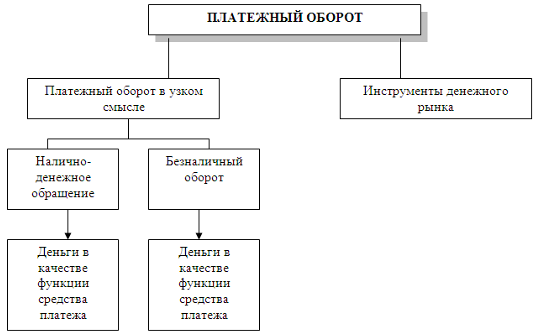 ПЛАТЕЖНЫЙ ОБОРОТ
Платежный оборот в узком
смысле
Инструменты денежного
рынка
Налично-
денежное
обращение
Безналичный
оборот
Деньги в
качестве
функции
средства
платежа
Деньги в
качестве
функции
средства
платежа